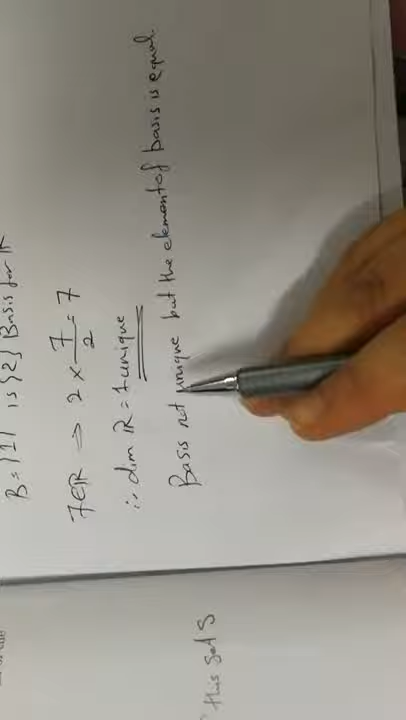 B = {1} is {2} Basis for R
7∈R ⇒ 2 × 7/2 = 7
∴ dim R = 1 unique
Basis not unique but the element of basis is equal.
this set S